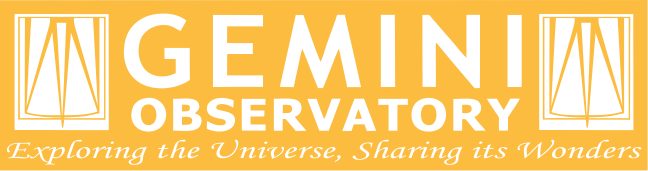 GEMINI
OBSERVATORY
Exploring the Universe, Sharing its Wonders